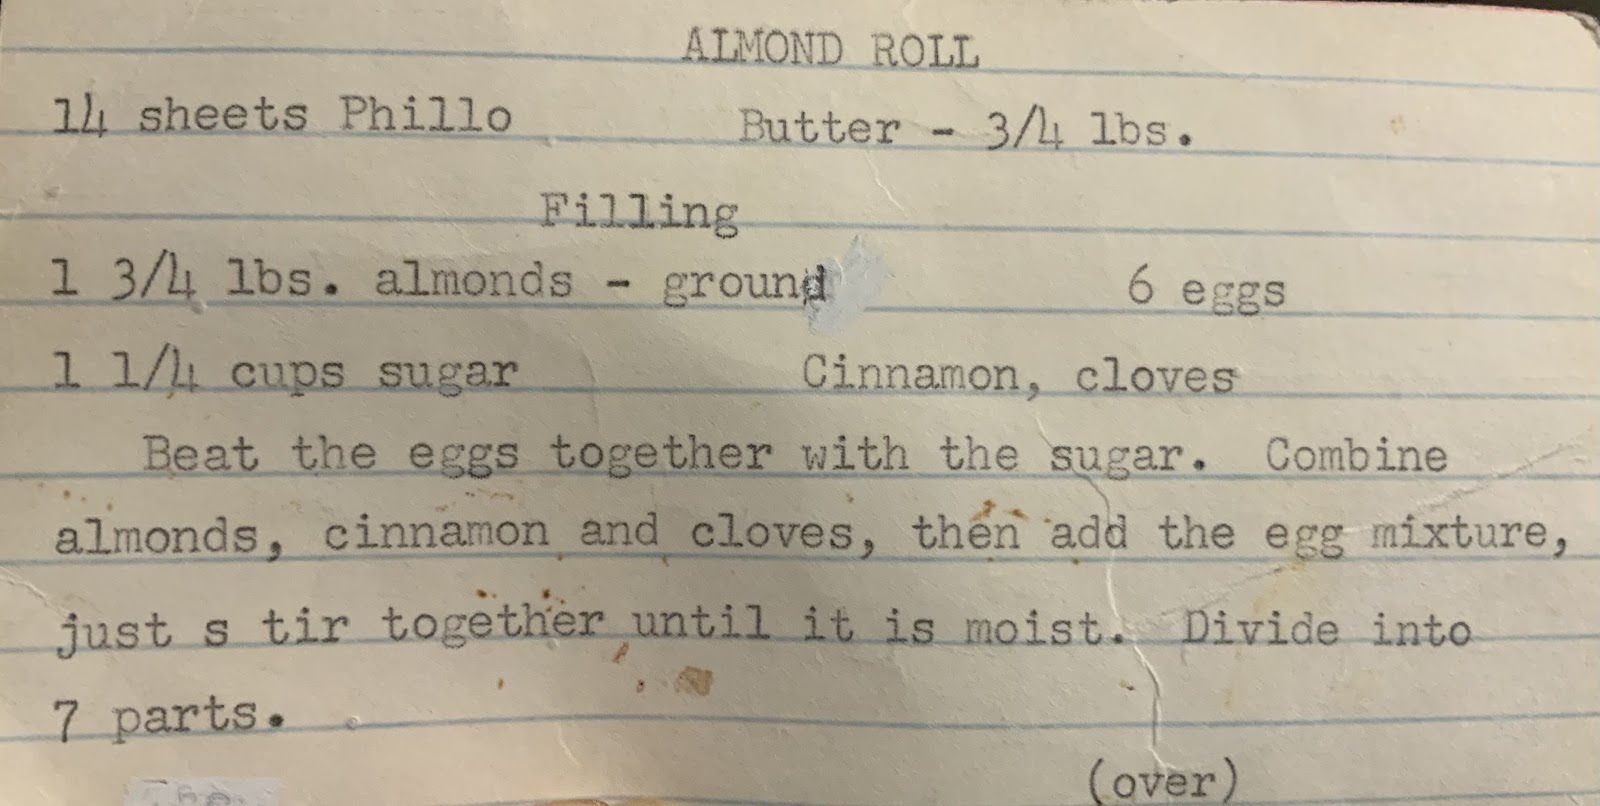 ALMOND ROLL
14 sheets Phillo Butter - 3/4 lbs.
Filling
1 3/4 lbs. almonds - ground 6 eggs
1 1/4 cups sugar Cinnamon, cloves
Beat the eggs together with the sugar. Combine
almonds, cinnamon and cloves, then add the egg mixture,
just s tir together until it is moist. Divide into
7 parts.
(over)